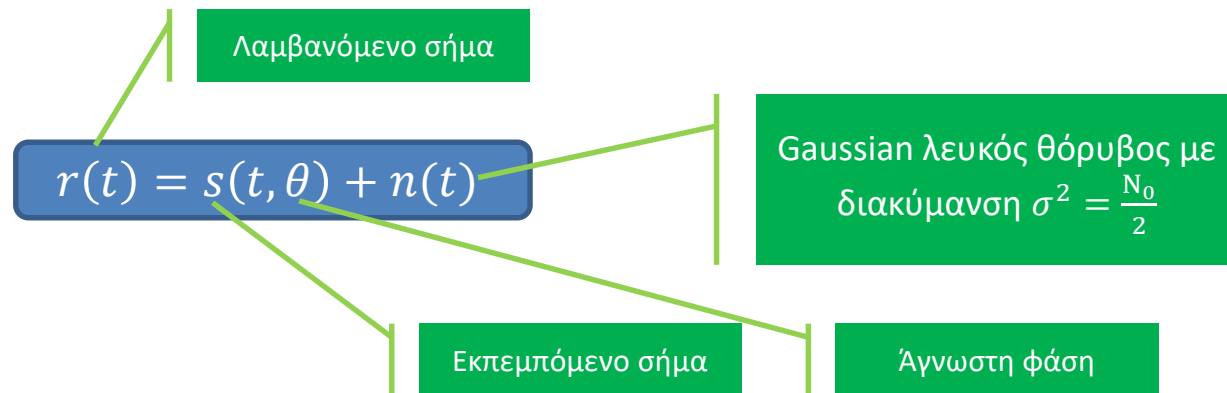 Λαμβανόμενο σήμα
r(t) = s(t, θ) + n(t)
Gaussian λευκός θόρυβος με
διακύμανση σ² = N₀/2
Εκπεμπόμενο σήμα
Άγνωστη φάση